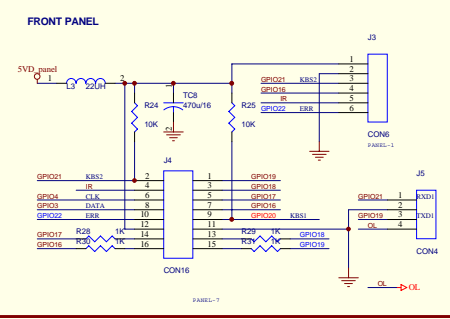 FRONT PANEL
J3
5VD_panel
1
L3 22UH
2
1
2
GPIO21 KBS2 3
GPIO16 4
IR 5
GPIO22 ERR 6
CON6
PANEL-1
R24
10K
1
TC8
470u/16
2
R25
10K
J4
GPIO21 KBS2 2 1 GPIO19
IR 4 3 GPIO18
GPIO4 CLK 6 5 GPIO17
GPIO3 DATA 8 7 GPIO16
GPIO22 ERR 10 9 GPIO20 KBS1
12 11
GPIO17 R28 1K 14 13 R29 1K GPIO18
GPIO16 R30 1K 16 15 R31 1K GPIO19
CON16
PANEL-7
J5
GPIO21 1 RXD1
2
GPIO19 3 TXD1
OL 4
CON4
OL OL